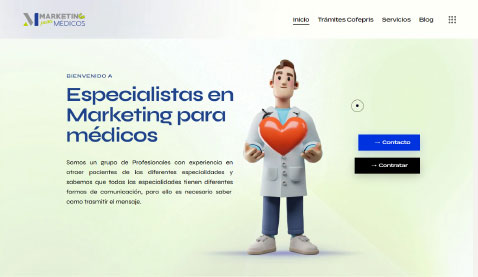 MARKETING
para
MÉDICOS
Inicio
Trámites Cofepris
Servicios
Blog
BIENVENIDO A
Especialistas en
Marketing para
médicos
Somos un grupo de Profesionales con experiencia en
atraer pacientes de las diferentes especialidades y
sabemos que todas las especialidades tienen diferentes
formas de comunicación, para ello es necesario saber
como trasmitir el mensaje.
→ Contacto
→ Contratar